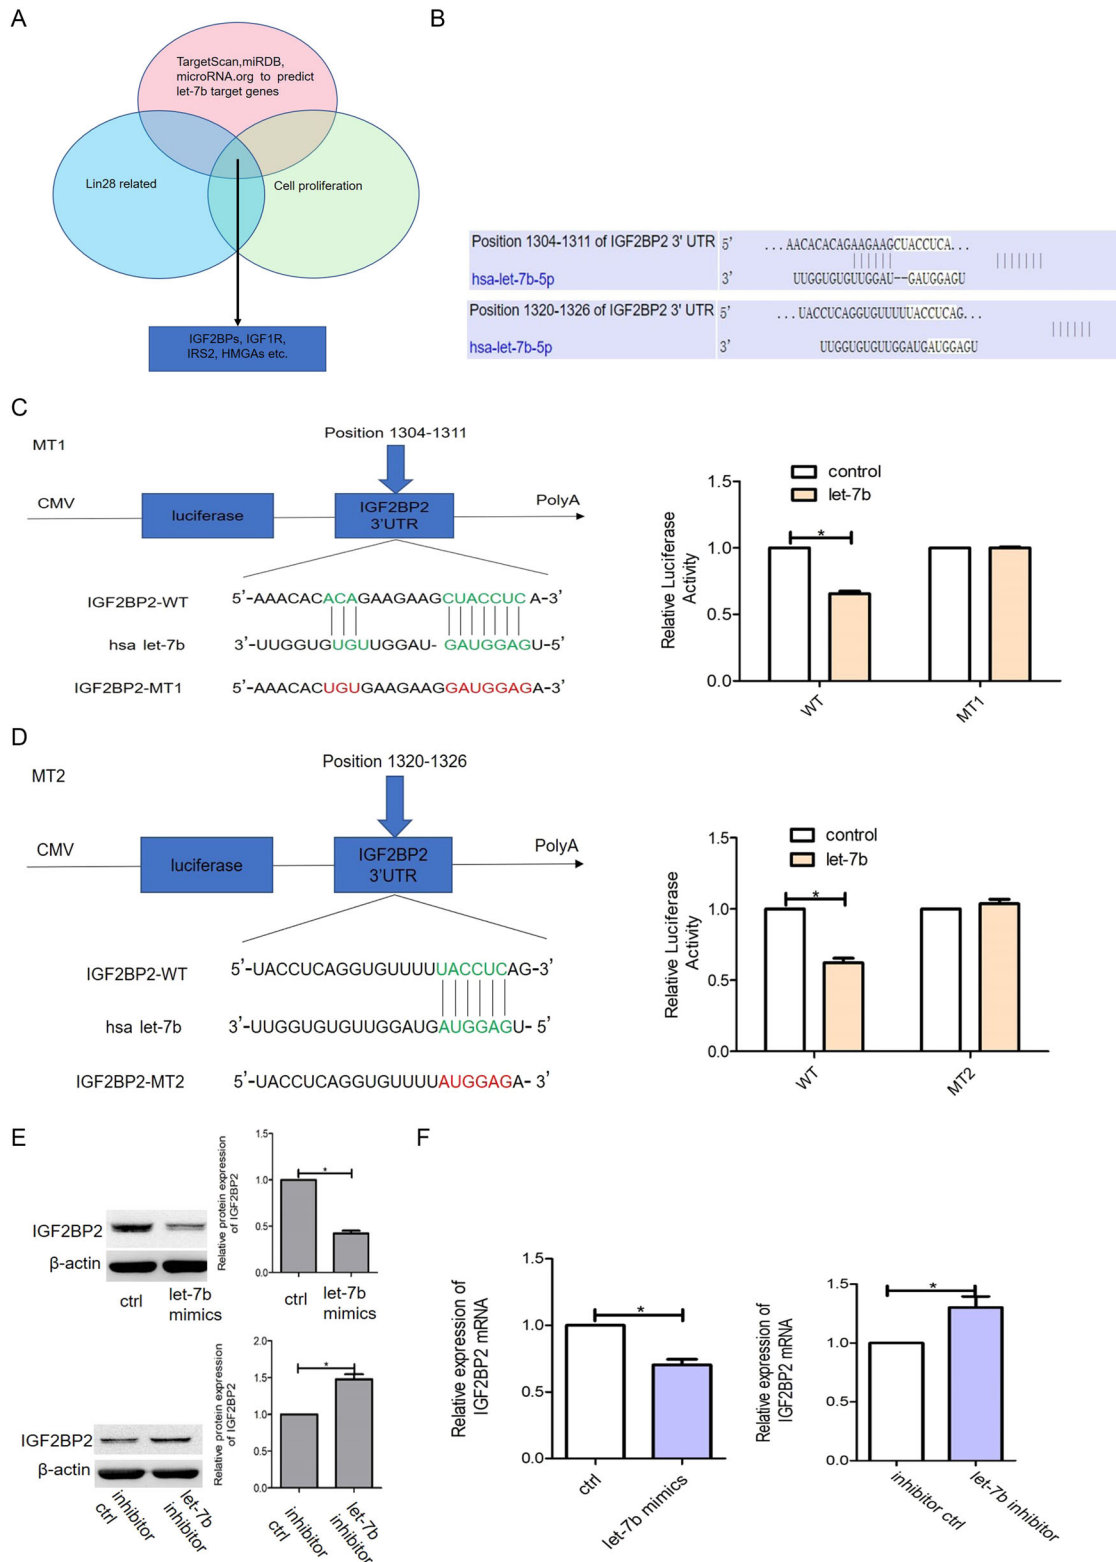 A
TargetScan,miRDB,
microRNA.org to predict
let-7b target genes
Lin28 related
Cell proliferation
IGF2BPs, IGF1R,
IRS2, HMGAs etc.
B
Position 1304-1311 of IGF2BP2 3' UTR 5' ...AACACACAGAAGAAGCUACCUCA...
hsa-let-7b-5p 3' UUGGUGUGUUGGAU--GAUGGAGU
Position 1320-1326 of IGF2BP2 3' UTR 5' ...UACCUCAGGUGUUUUUACCUCAG...
hsa-let-7b-5p 3' UUGGUGUGUUGGAUGAUGGAGU
C
MT1
Position 1304-1311
CMV
luciferase
IGF2BP2
3'UTR
PolyA
IGF2BP2-WT 5'-AAACACACAGAAGAAGCUACCUCA-3'
hsa let-7b 3'-UUGGUGUGUUGGAU- GAUGGAGU-5'
IGF2BP2-MT1 5'-AAACACUGUGAAGAAGGAUGGAGA-3'
control
let-7b
Relative Luciferase
Activity
1.5
1.0
0.5
0.0
WT
MT1
D
MT2
Position 1320-1326
CMV
luciferase
IGF2BP2
3'UTR
PolyA
IGF2BP2-WT 5'-UACCUCAGGUGUUUUUACCUCAG-3'
hsa let-7b 3'-UUGGUGUGUUGGAUGAUGGAGU- 5'
IGF2BP2-MT2 5'-UACCUCAGGUGUUUUAUGGAGA- 3'
control
let-7b
Relative Luciferase
Activity
1.5
1.0
0.5
0.0
WT
MT2
E
IGF2BP2
β-actin
ctrl
let-7b
mimics
Relative protein expression
of IGF2BP2
1.5
1.0
0.5
0.0
*
ctrl
let-7b
mimics
IGF2BP2
β-actin
inhibitor
ctrl
let-7b
inhibitor
Relative protein expression
of IGF2BP2
2.0
1.5
1.0
0.5
0.0
*
inhibitor
ctrl
let-7b
inhibitor
F
Relative expression of
IGF2BP2 mRNA
1.5
1.0
0.5
0.0
*
ctrl
let-7b mimics
Relative expression of
IGF2BP2 mRNA
1.5
1.0
0.5
0.0
*
inhibitor ctrl
let-7b inhibitor